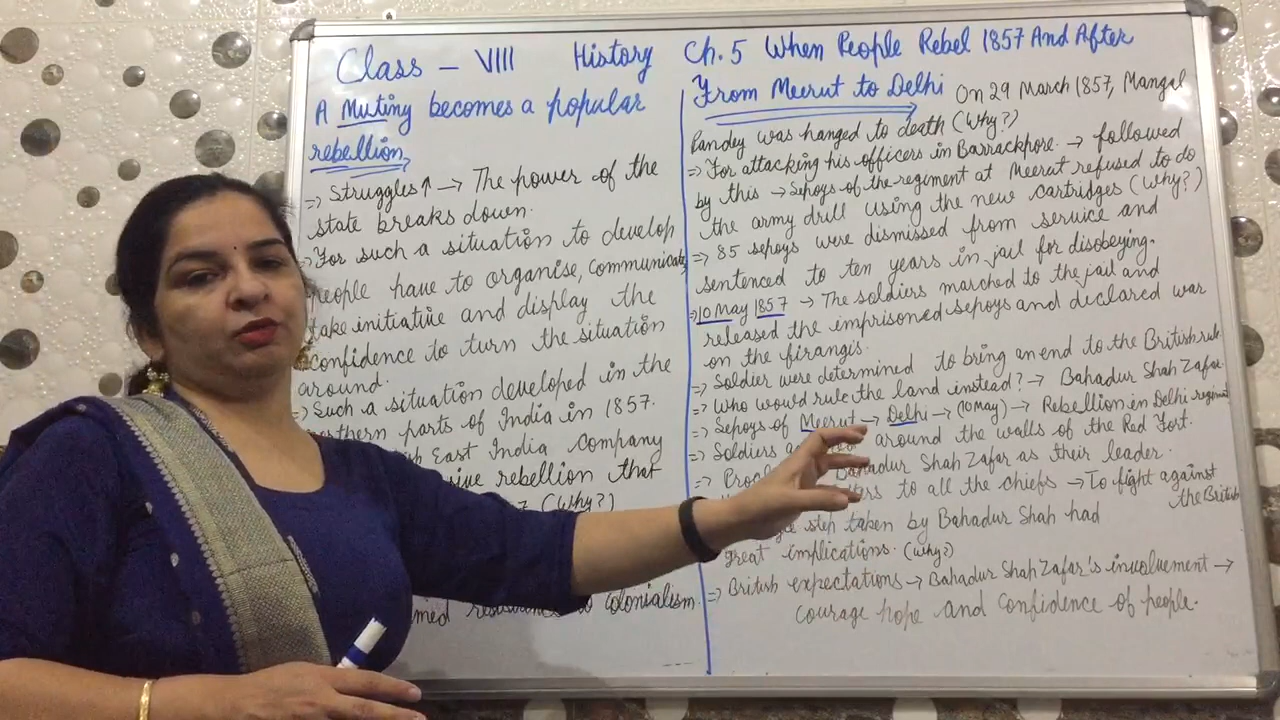 Class - VIII History Ch. 5 When People Rebel 1857 And After
A Mutiny becomes a popular
rebellion
=> Struggles↑ → The power of the
state breaks down.
=> For such a situation to develop
people have to organise, communicate,
take initiative and display the
confidence to turn the situation
around.
=> Such a situation developed in the
northern parts of India in 1857.
East India Company
rebellion that
(Why?)
to colonialism.
From Meerut to Delhi On 29 March 1857, Mangal
Pandey was hanged to death (Why?)
=> For attacking his officers in Barrackpore. → followed
by this → Sepoys of the regiment at Meerut refused to do
the army drill using the new cartridges (Why?)
=> 85 sepoys were dismissed from service and
sentenced to ten years in jail for disobeying.
=> 10 May 1857 → The soldiers marched to the jail and
released the imprisoned sepoys and declared war
on the firangis.
=> Soldier were determined to bring an end to the British rule.
=> Who would rule the land instead? → Bahadur Shah Zafar.
=> Sepoys of Meerut → Delhi → (10 May) → Rebellion in Delhi regiment
=> Soldiers around the walls of the Red Fort.
=> Bahadur Shah Zafar as their leader.
to all the chiefs → To fight against
the British
step taken by Bahadur Shah had
great implications. (Why?)
=> British expectations → Bahadur Shah Zafar's involvement →
courage hope and confidence of people.